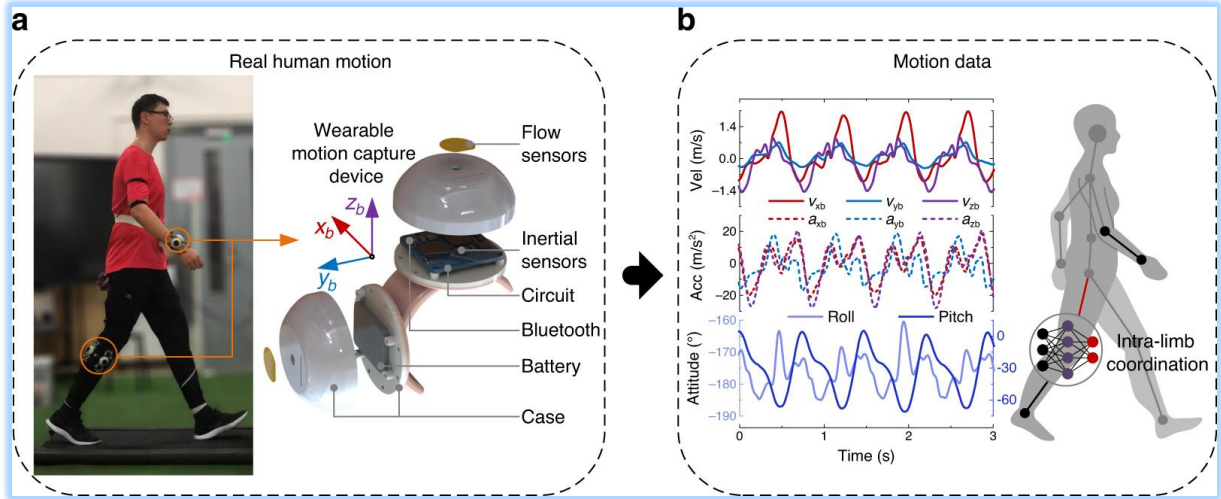 a
Real human motion
Wearable
motion capture
device
z_b
x_b
y_b
Flow
sensors
Inertial
sensors
Circuit
Bluetooth
Battery
Case
b
Motion data
Vel (m/s)
1.4
0.0
−1.4
v_xb v_yb v_zb
a_xb a_yb a_zb
Acc (m/s²)
20
0
−20
Roll Pitch
Attitude (°)
−160
−170
−180
−190
0
-30
-60
0 1 2 3
Time (s)
Intra-limb
coordination